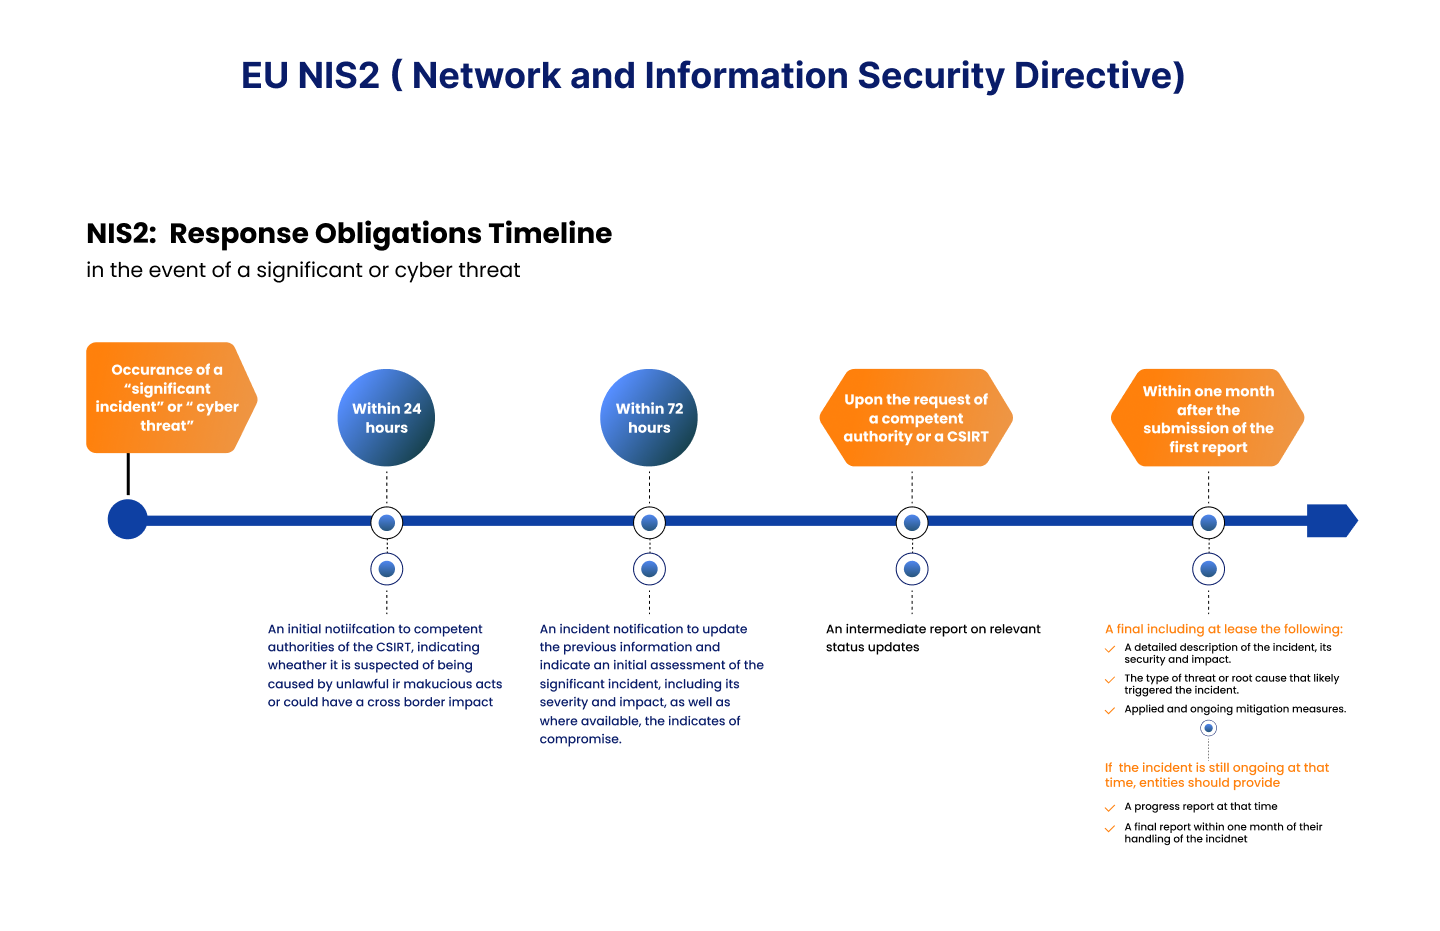 EU NIS2 ( Network and Information Security Directive)
NIS2:  Response Obligations Timeline
in the event of a significant or cyber threat
Occurance of a
“significant
incident” or “ cyber
threat”
Within 24
hours
Within 72
hours
Upon the request of
a competent
authority or a CSIRT
Within one month
after the
submission of the
first report
An initial notiifcation to competent
authorities of the CSIRT, indicating
wheather it is suspected of being
caused by unlawful ir makucious acts
or could have a cross border impact
An incident notification to update
the previous information and
indicate an initial assessment of the
significant incident, including its
severity and impact, as well as
where available, the indicates of
compromise.
An intermediate report on relevant
status updates
A final including at lease the following:
A detailed description of the incident, its
security and impact.
The type of threat or root cause that likely
triggered the incident.
Applied and ongoing mitigation measures.
If  the incident is still ongoing at that
time, entities should provide
A progress report at that time
A final report within one month of their
handling of the incidnet